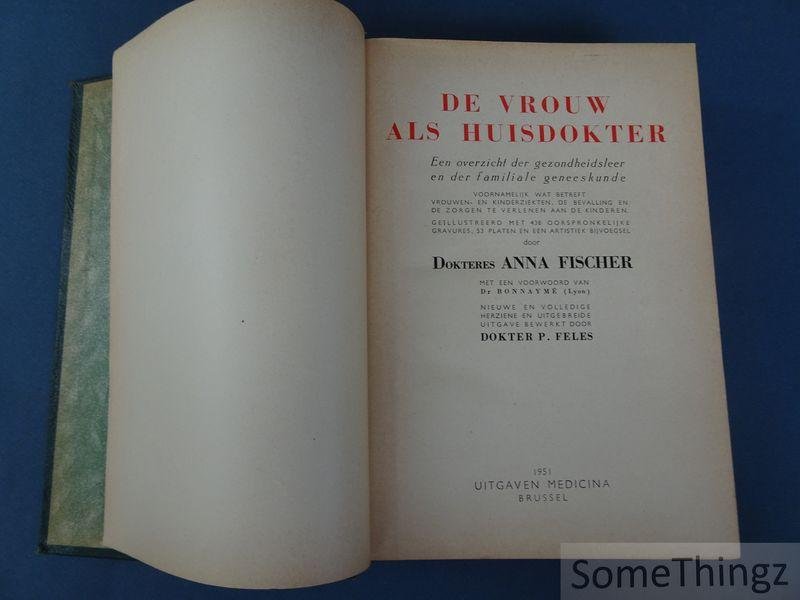 DE VROUW
ALS HUISDOKTER
Een overzicht der gezondheidsleer
en der familiale geneeskunde
VOORNAMELIJK WAT BETREFT
VROUWEN- EN KINDERZIEKTEN, DE BEVALLING EN
DE ZORGEN TE VERLENEN AAN DE KINDEREN.
GEÏLLUSTREERD MET 436 OORSPRONKELIJKE
GRAVURES, 53 PLATEN EN EEN ARTISTIEK BIJVOEGSEL
door
DOKTERES ANNA FISCHER
MET EEN VOORWOORD VAN
Dr BONNAYMÉ (Lyon)
NIEUWE EN VOLLEDIGE
HERZIENE EN UITGEBREIDE
UITGAVE BEWERKT DOOR
DOKTER P. FELES
1951
UITGAVEN MEDICINA
BRUSSEL
SomeThingz